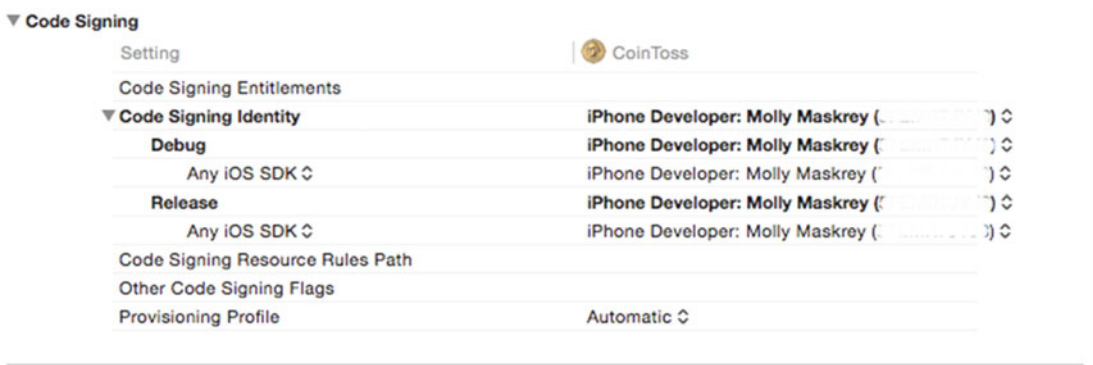 Code Signing
Setting CoinToss
Code Signing Entitlements
Code Signing Identity iPhone Developer: Molly Maskrey ( )
Debug iPhone Developer: Molly Maskrey ( )
Any iOS SDK iPhone Developer: Molly Maskrey ( )
Release iPhone Developer: Molly Maskrey ( )
Any iOS SDK iPhone Developer: Molly Maskrey ( )
Code Signing Resource Rules Path
Other Code Signing Flags
Provisioning Profile Automatic